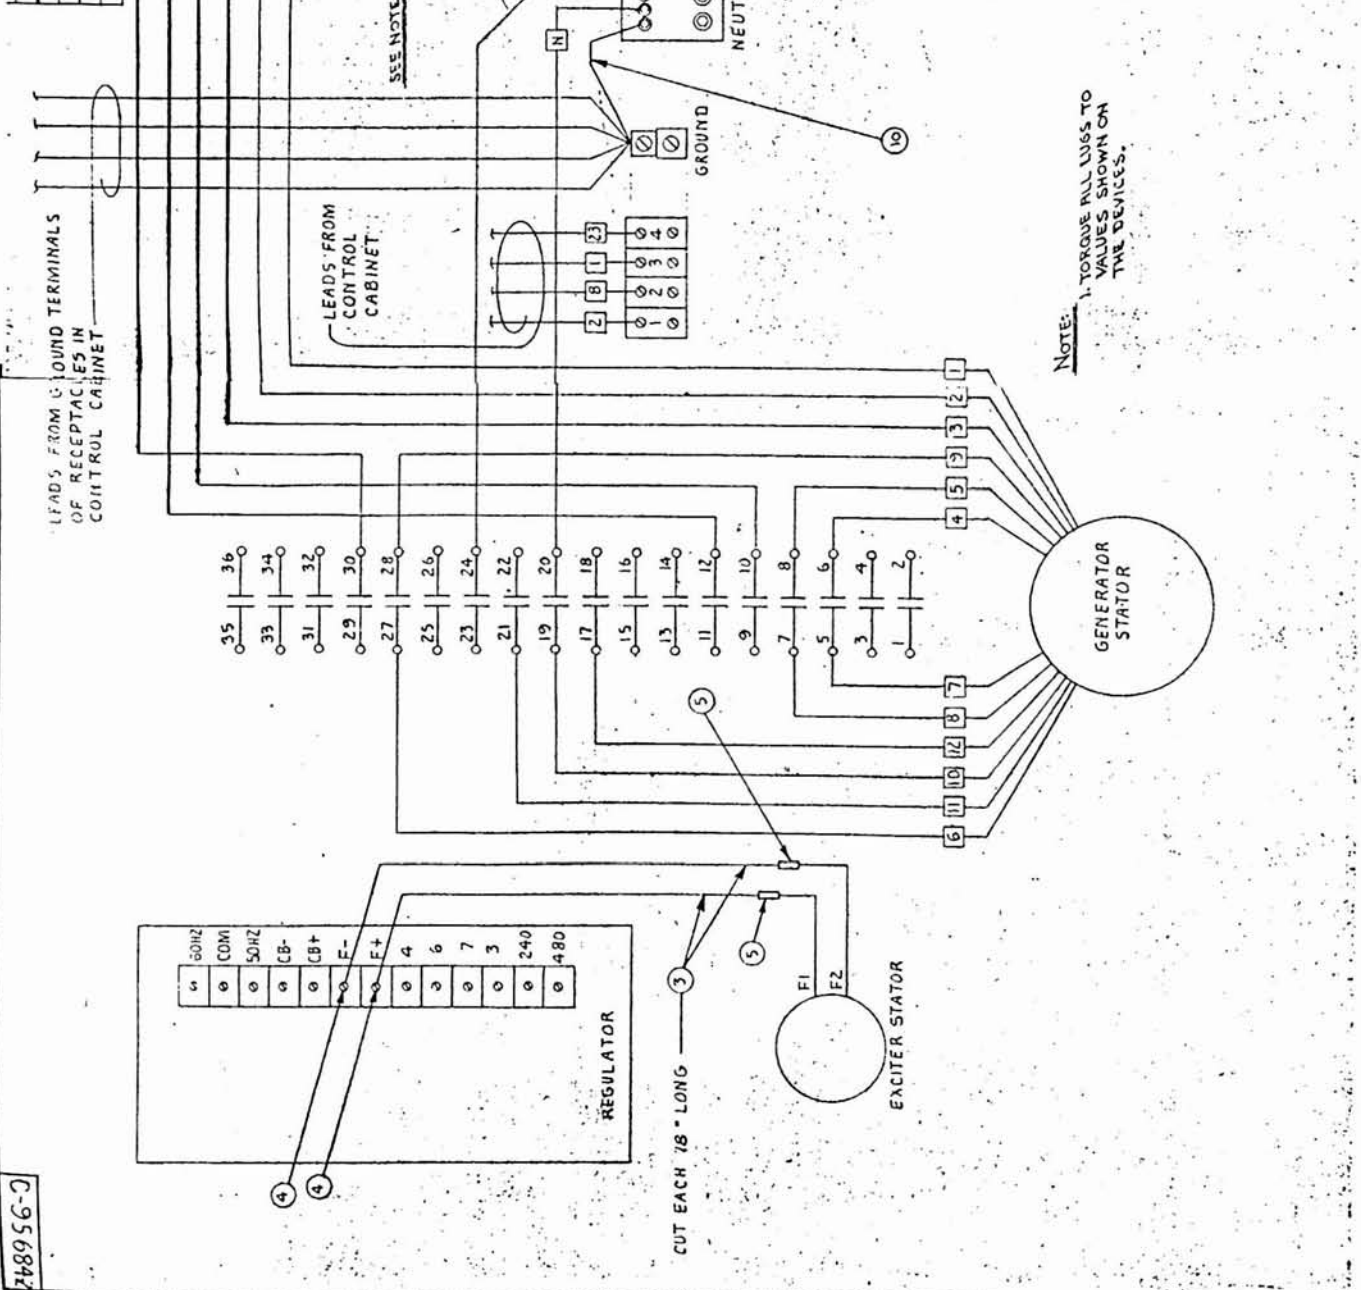 C-956842
SEE NOTE
N
NEUT
GROUND
10
LEADS FROM GROUND TERMINALS
OF RECEPTACLES IN
CONTROL CABINET
LEADS FROM
CONTROL
CABINET
23
1
8
2
4
3
2
1
NOTE:
1. TORQUE ALL LUGS TO
VALUES SHOWN ON
THE DEVICES.
1
2
3
9
5
4
36 34 32 30 28 26 24 22 20 18 16 14 12 10 8 6 4 2
35 33 31 29 27 25 23 21 19 17 15 13 11 9 7 5 3 1
GENERATOR
STATOR
7
8
12
10
11
6
5
5
3
CUT EACH 78" LONG
60HZ
COM
50HZ
CB-
CB+
F-
F+
4
6
7
3
240
480
REGULATOR
4
4
F1
F2
EXCITER STATOR